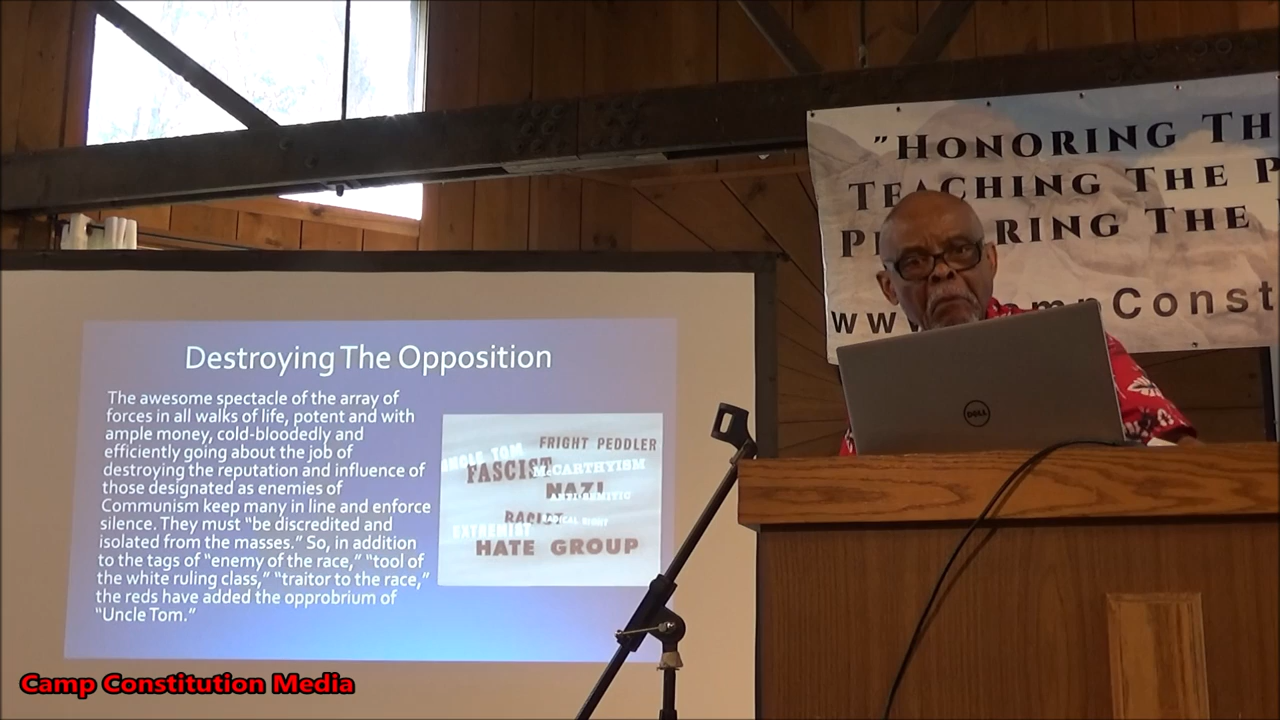 "HONORING TH
TEACHING THE P
P RING THE
www. Const
DELL
Destroying The Opposition
The awesome spectacle of the array of
forces in all walks of life, potent and with
ample money, cold-bloodedly and
efficiently going about the job of
destroying the reputation and influence of
those designated as enemies of
Communism keep many in line and enforce
silence. They must “be discredited and
isolated from the masses.” So, in addition
to the tags of “enemy of the race,” “tool of
the white ruling class,” “traitor to the race,”
the reds have added the opprobrium of
“Uncle Tom.”
FRIGHT PEDDLER
UNCLE TOM
FASCIST
McCARTHYISM
NAZI
ANTI-SEMITIC
RACIST
RADICAL RIGHT
EXTREMIST
HATE GROUP
Camp Constitution Media